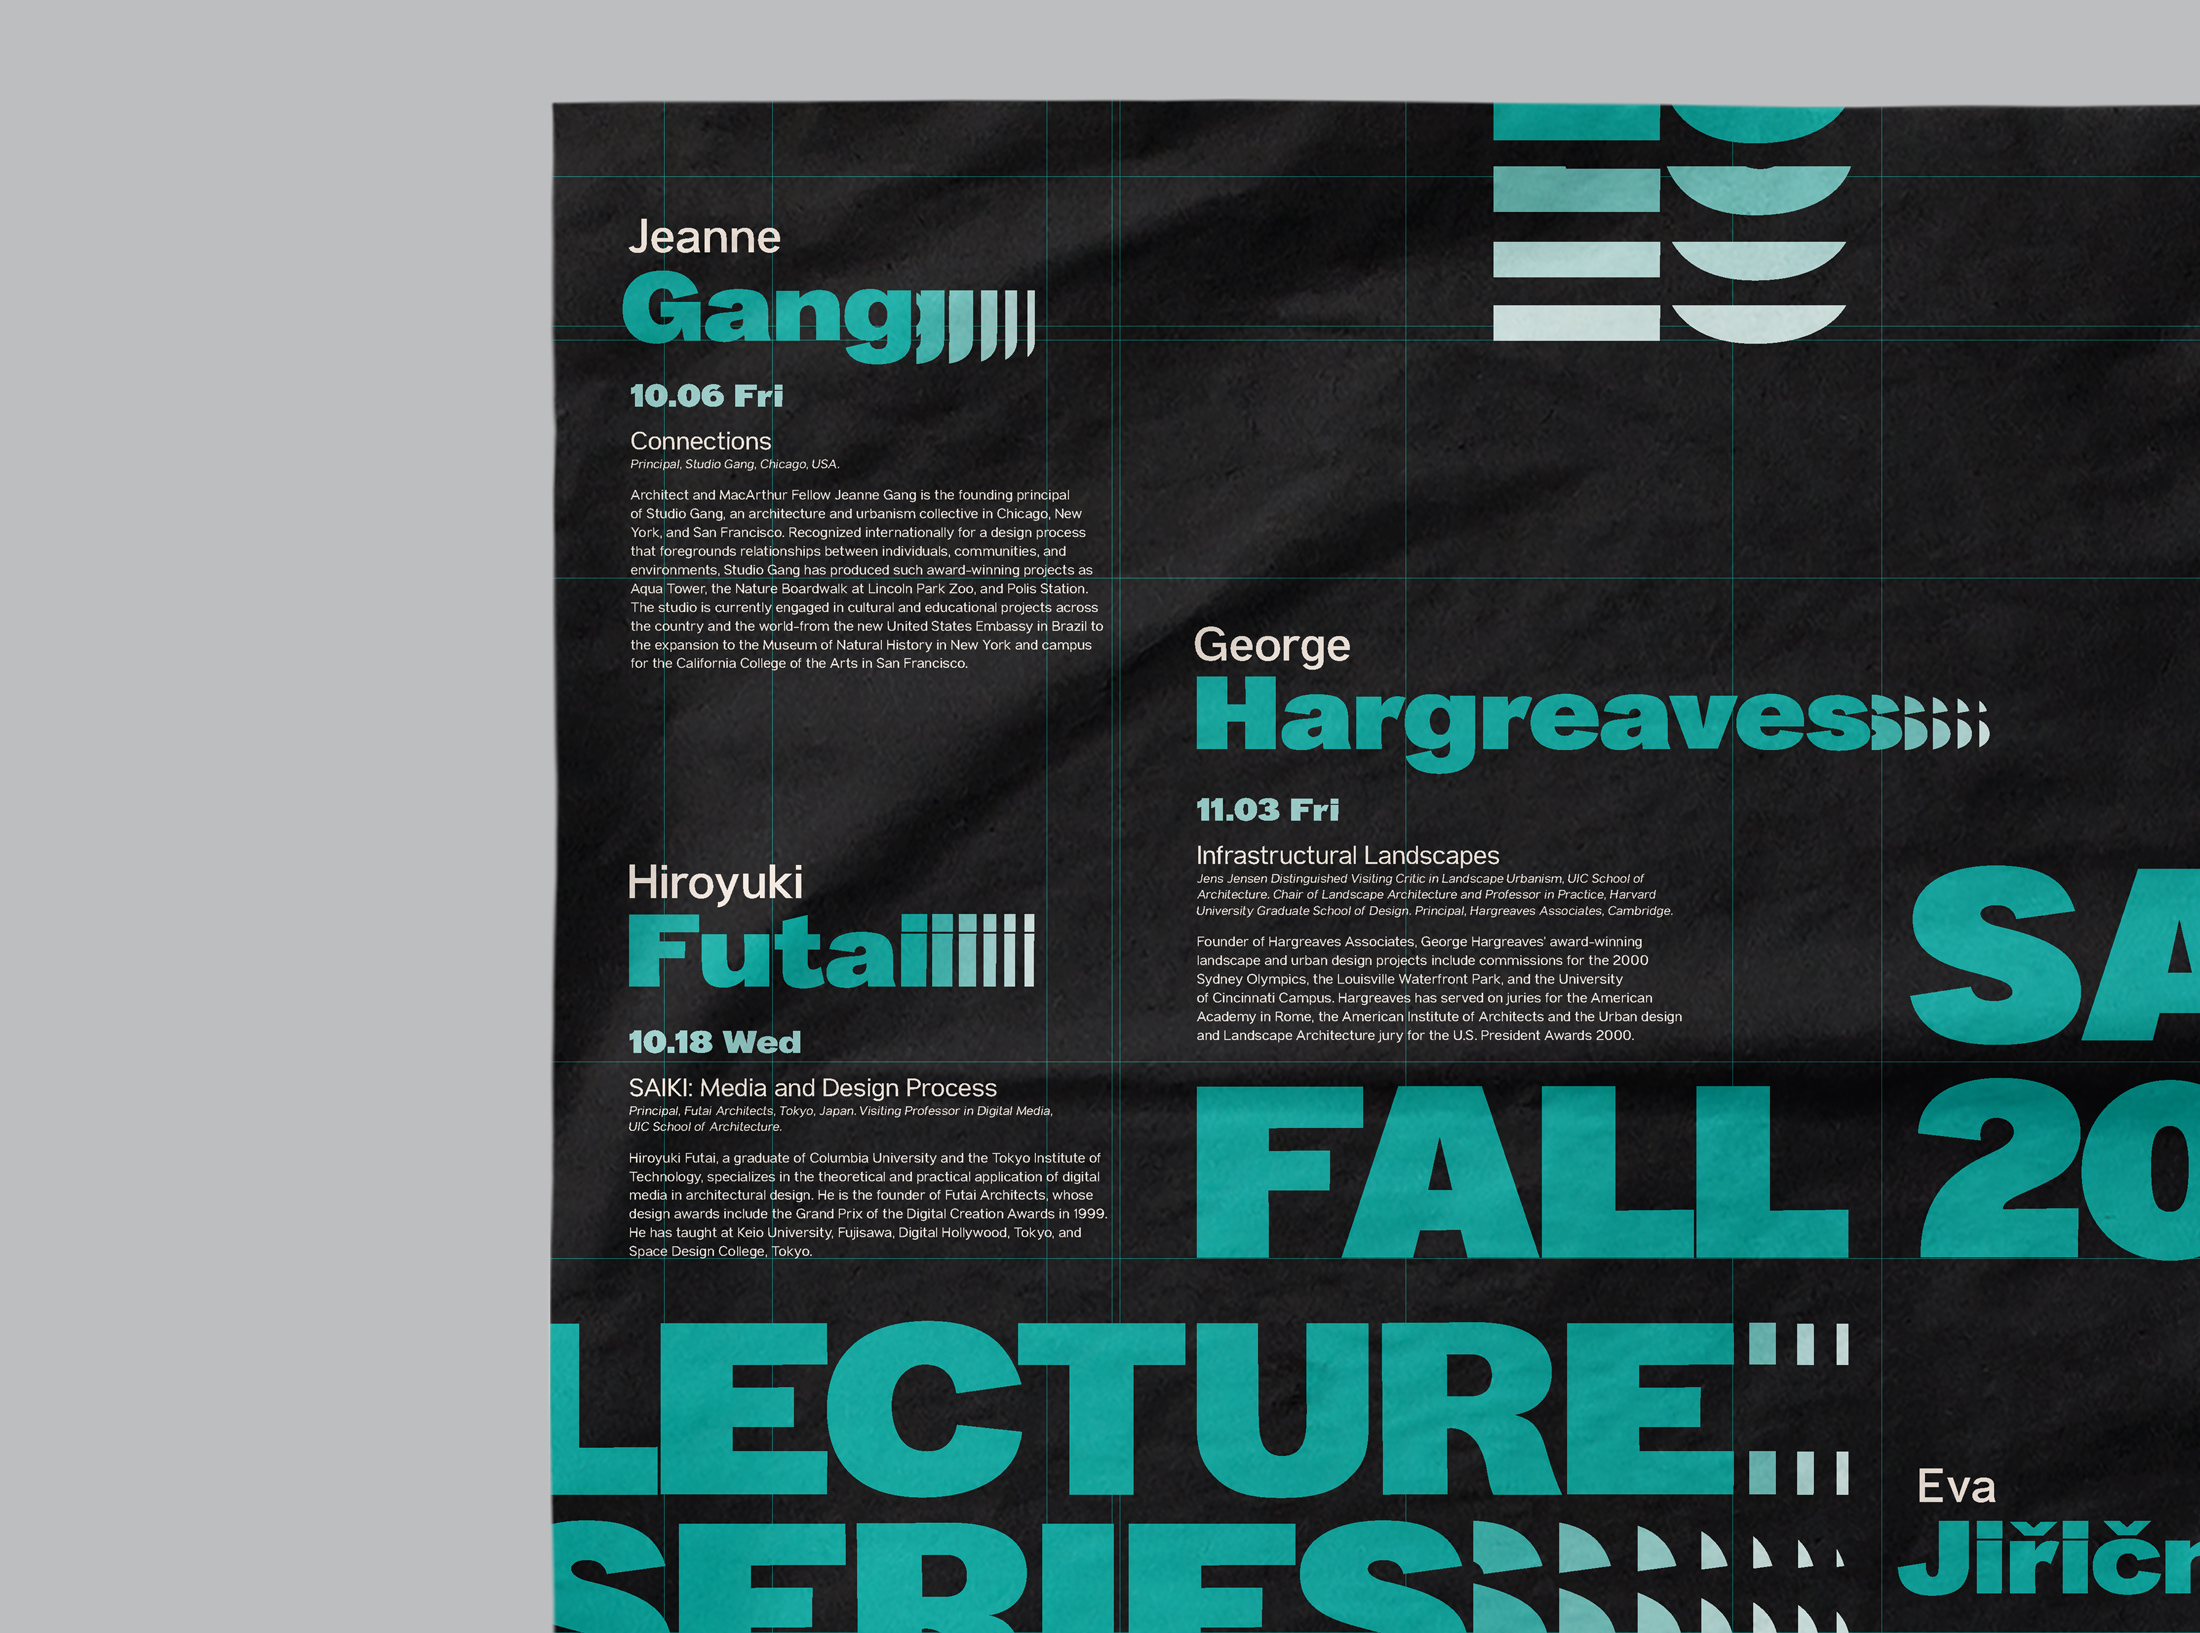 Jeanne
Gang
10.06 Fri
Connections
Principal, Studio Gang, Chicago, USA.
Architect and MacArthur Fellow Jeanne Gang is the founding principal
of Studio Gang, an architecture and urbanism collective in Chicago, New
York, and San Francisco. Recognized internationally for a design process
that foregrounds relationships between individuals, communities, and
environments, Studio Gang has produced such award-winning projects as
Aqua Tower, the Nature Boardwalk at Lincoln Park Zoo, and Polis Station.
The studio is currently engaged in cultural and educational projects across
the country and the world-from the new United States Embassy in Brazil to
the expansion to the Museum of Natural History in New York and campus
for the California College of the Arts in San Francisco.
Hiroyuki
Futai
10.18 Wed
SAIKI: Media and Design Process
Principal, Futai Architects, Tokyo, Japan. Visiting Professor in Digital Media,
UIC School of Architecture.
Hiroyuki Futai, a graduate of Columbia University and the Tokyo Institute of
Technology, specializes in the theoretical and practical application of digital
media in architectural design. He is the founder of Futai Architects, whose
design awards include the Grand Prix of the Digital Creation Awards in 1999.
He has taught at Keio University, Fujisawa, Digital Hollywood, Tokyo, and
Space Design College, Tokyo.
George
Hargreaves
11.03 Fri
Infrastructural Landscapes
Jens Jensen Distinguished Visiting Critic in Landscape Urbanism, UIC School of
Architecture. Chair of Landscape Architecture and Professor in Practice, Harvard
University Graduate School of Design. Principal, Hargreaves Associates, Cambridge.
Founder of Hargreaves Associates, George Hargreaves' award-winning
landscape and urban design projects include commissions for the 2000
Sydney Olympics, the Louisville Waterfront Park, and the University
of Cincinnati Campus. Hargreaves has served on juries for the American
Academy in Rome, the American Institute of Architects and the Urban design
and Landscape Architecture jury for the U.S. President Awards 2000.
SA
FALL 20
LECTURE
SERIES
Eva
Jiřičn